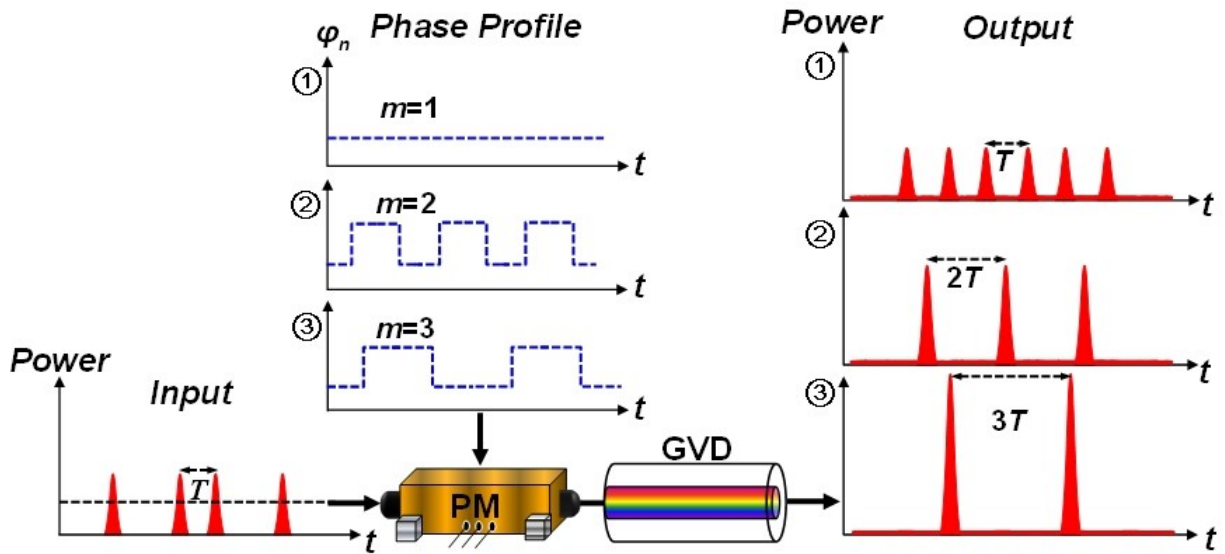 Phase Profile
φn
①
m=1
t
②
m=2
t
③
m=3
t
Power
Input
T
t
PM
GVD
Power
Output
①
T
t
②
2T
t
③
3T
t